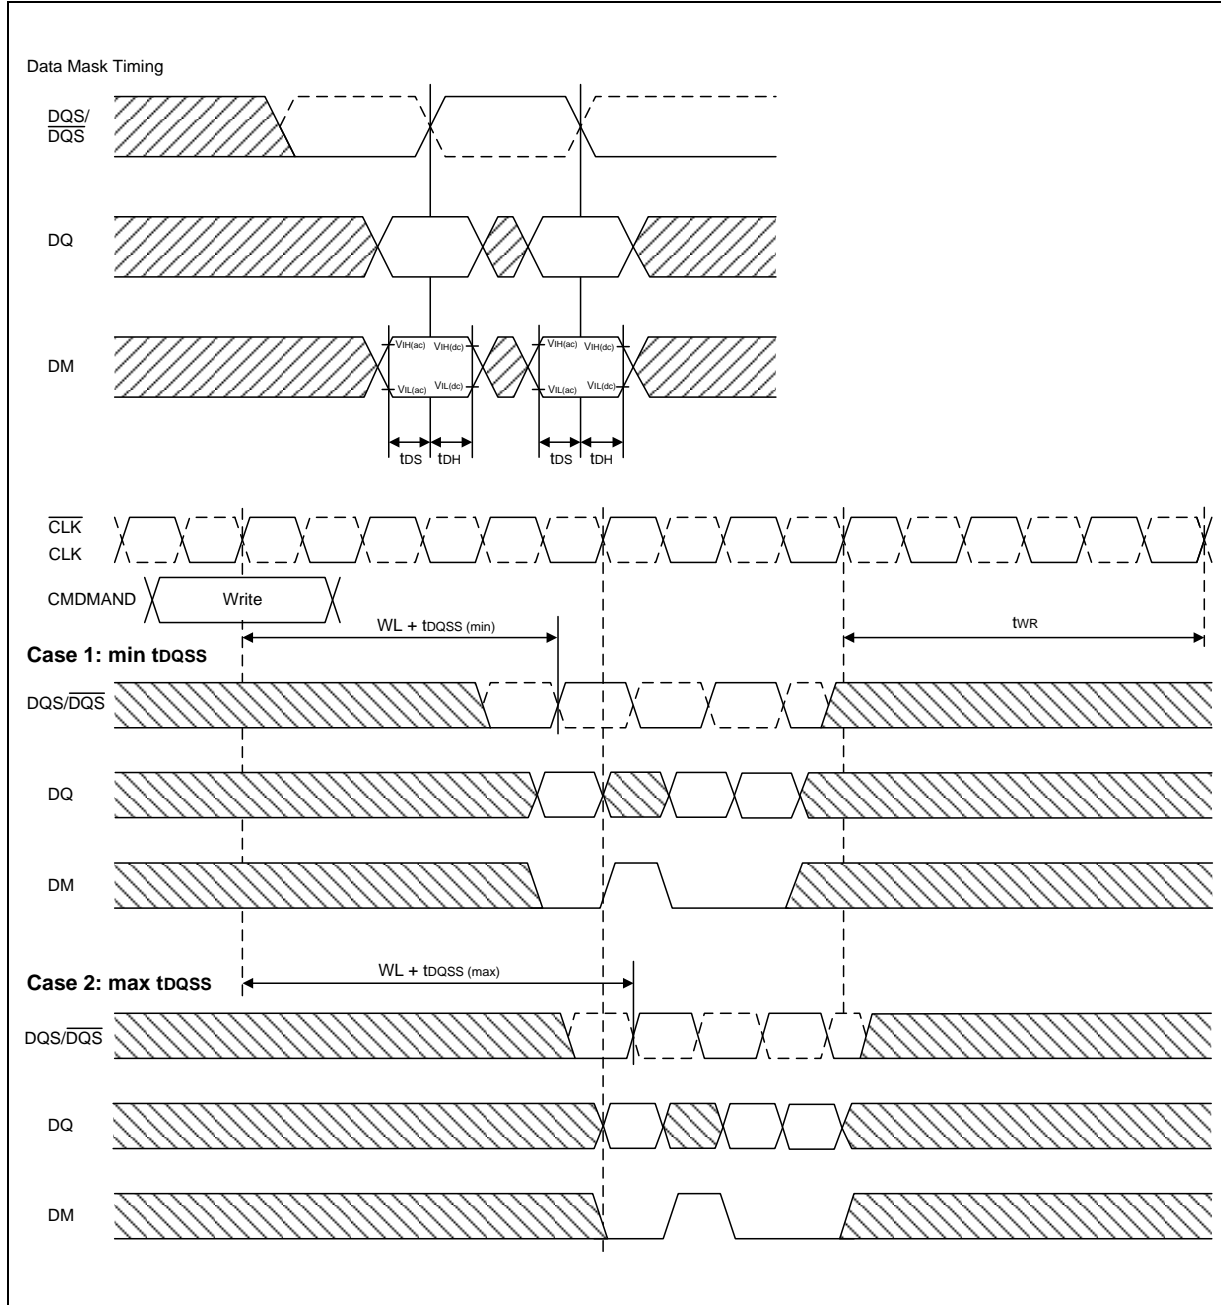 Data Mask Timing
DQS/
DQS
DQ
DM
VIH(ac) VIH(dc) VIH(ac) VIH(dc)
VIL(ac) VIL(dc) VIL(ac) VIL(dc)
tDS tDH tDS tDH
CLK
CLK
CMDMAND Write
WL + tDQSS (min) tWR
Case 1: min tDQSS
DQS/DQS
DQ
DM
WL + tDQSS (max)
Case 2: max tDQSS
DQS/DQS
DQ
DM